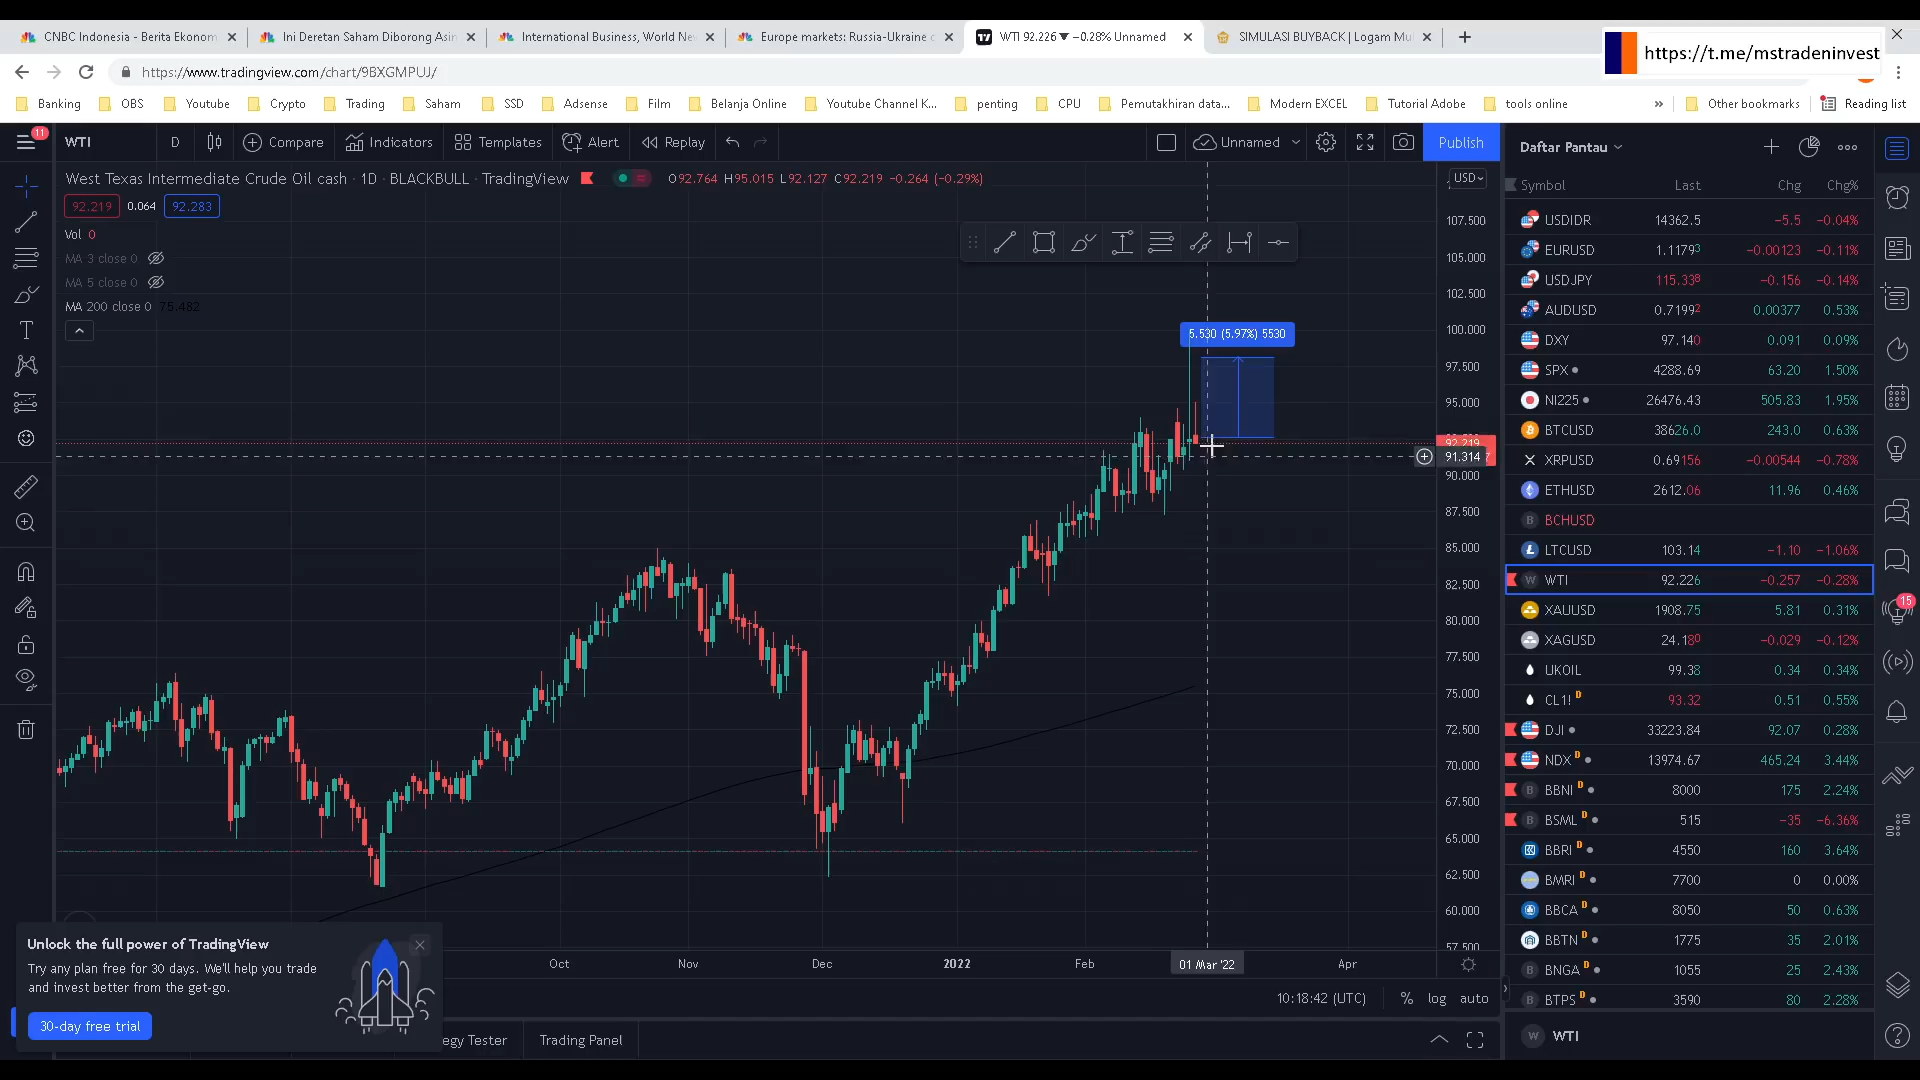 CNBC Indonesia - Berita Ekonom
Ini Deretan Saham Diborong Asin
International Business, World Ne
Europe markets: Russia-Ukraine c
WTI 92.226 ▼ −0.28% Unnamed
SIMULASI BUYBACK | Logam Mu
https://t.me/mstradeninvest
https://www.tradingview.com/chart/9BXGMPUJ/
Banking
OBS
Youtube
Crypto
Trading
Saham
SSD
Adsense
Film
Belanja Online
Youtube Channel K...
penting
CPU
Pemutakhiran data...
Modern EXCEL
Tutorial Adobe
tools online
»
Other bookmarks
Reading list
11
WTI
D
Compare
Indicators
Templates
Alert
Replay
Unnamed
Publish
West Texas Intermediate Crude Oil cash · 1D · BLACKBULL · TradingView
O92.764 H95.015 L92.127 C92.219 −0.264 (−0.29%)
92.219 0.064 92.283
Vol 0
MA 3 close 0
MA 5 close 0
MA 200 close 0 75.482
5.530 (5.97%) 5530
USD
107.500
105.000
102.500
100.000
97.500
95.000
92.219
91.314
90.000
87.500
85.000
82.500
80.000
77.500
75.000
72.500
70.000
67.500
65.000
62.500
60.000
57.500
Oct
Nov
Dec
2022
Feb
01 Mar '22
Apr
10:18:42 (UTC)
%
log
auto
Unlock the full power of TradingView
Try any plan free for 30 days. We'll help you trade
and invest better from the get-go.
30-day free trial
egy Tester
Trading Panel
Daftar Pantau
Symbol Last Chg Chg%
USDIDR 14362.5 −5.5 −0.04%
EURUSD 1.11793 −0.00123 −0.11%
USDJPY 115.338 −0.156 −0.14%
AUDUSD 0.71992 0.00377 0.53%
DXY 97.140 0.091 0.09%
SPX 4288.69 63.20 1.50%
NI225 26476.43 505.83 1.95%
BTCUSD 38626.0 243.0 0.63%
XRPUSD 0.69156 −0.00544 −0.78%
ETHUSD 2612.06 11.96 0.46%
BCHUSD
LTCUSD 103.14 −1.10 −1.06%
WTI 92.226 −0.257 −0.28%
XAUUSD 1908.75 5.81 0.31%
XAGUSD 24.180 −0.029 −0.12%
UKOIL 99.38 0.34 0.34%
CL1! D 93.32 0.51 0.55%
DJI 33223.84 92.07 0.28%
NDX D 13974.67 465.24 3.44%
BBNI D 8000 175 2.24%
BSML D 515 −35 −6.36%
BBRI D 4550 160 3.64%
BMRI D 7700 0 0.00%
BBCA D 8050 50 0.63%
BBTN D 1775 35 2.01%
BNGA D 1055 25 2.43%
BTPS D 3590 80 2.28%
W WTI
15